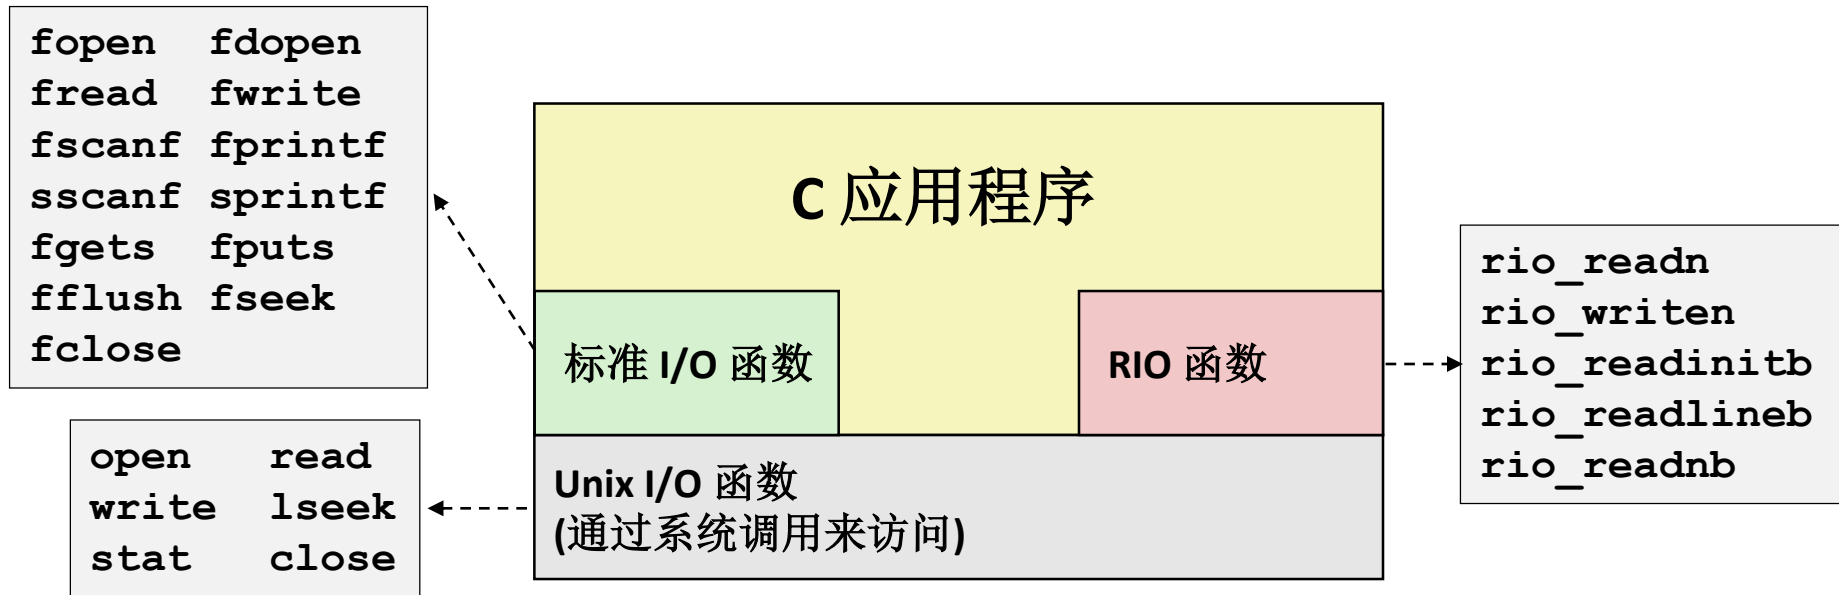 fopen fdopen
fread fwrite
fscanf fprintf
sscanf sprintf
fgets fputs
fflush fseek
fclose
C 应用程序
标准 I/O 函数
RIO 函数
rio_readn
rio_writen
rio_readinitb
rio_readlineb
rio_readnb
open read
write lseek
stat close
Unix I/O 函数
(通过系统调用来访问)